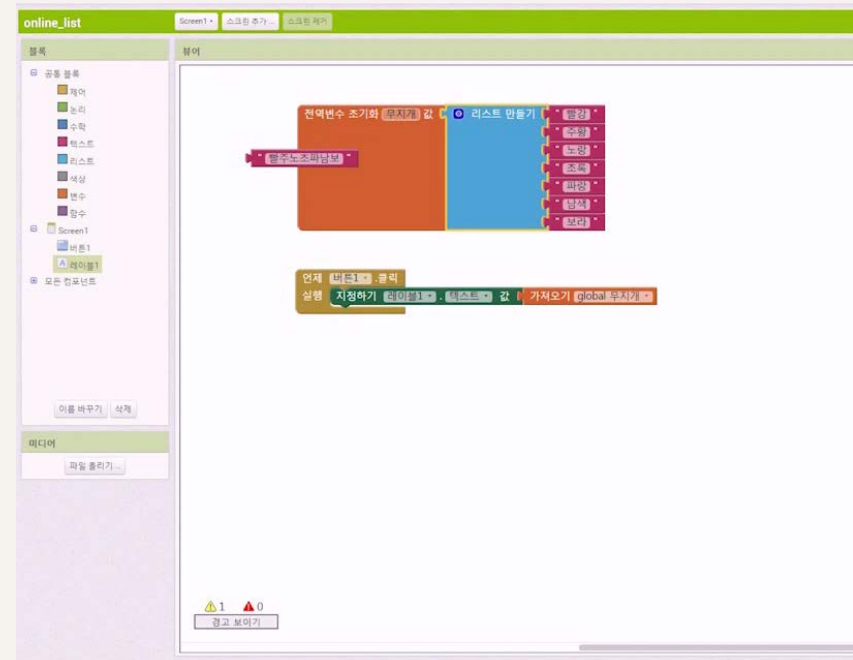 online_list
Screen1
스크린 추가...
스크린 제거
블록
뷰어
공통 블록
제어
논리
수학
텍스트
리스트
색상
변수
함수
Screen1
버튼1
레이블1
모든 컴포넌트
이름 바꾸기
삭제
미디어
파일 올리기...
전역변수 초기화 무지개 값
리스트 만들기
" 빨강 "
" 주황 "
" 노랑 "
" 초록 "
" 파랑 "
" 남색 "
" 보라 "
" 빨주노초파남보 "
언제 버튼1 .클릭
실행 지정하기 레이블1 . 텍스트 값 가져오기 global 무지개
1 0
경고 보이기